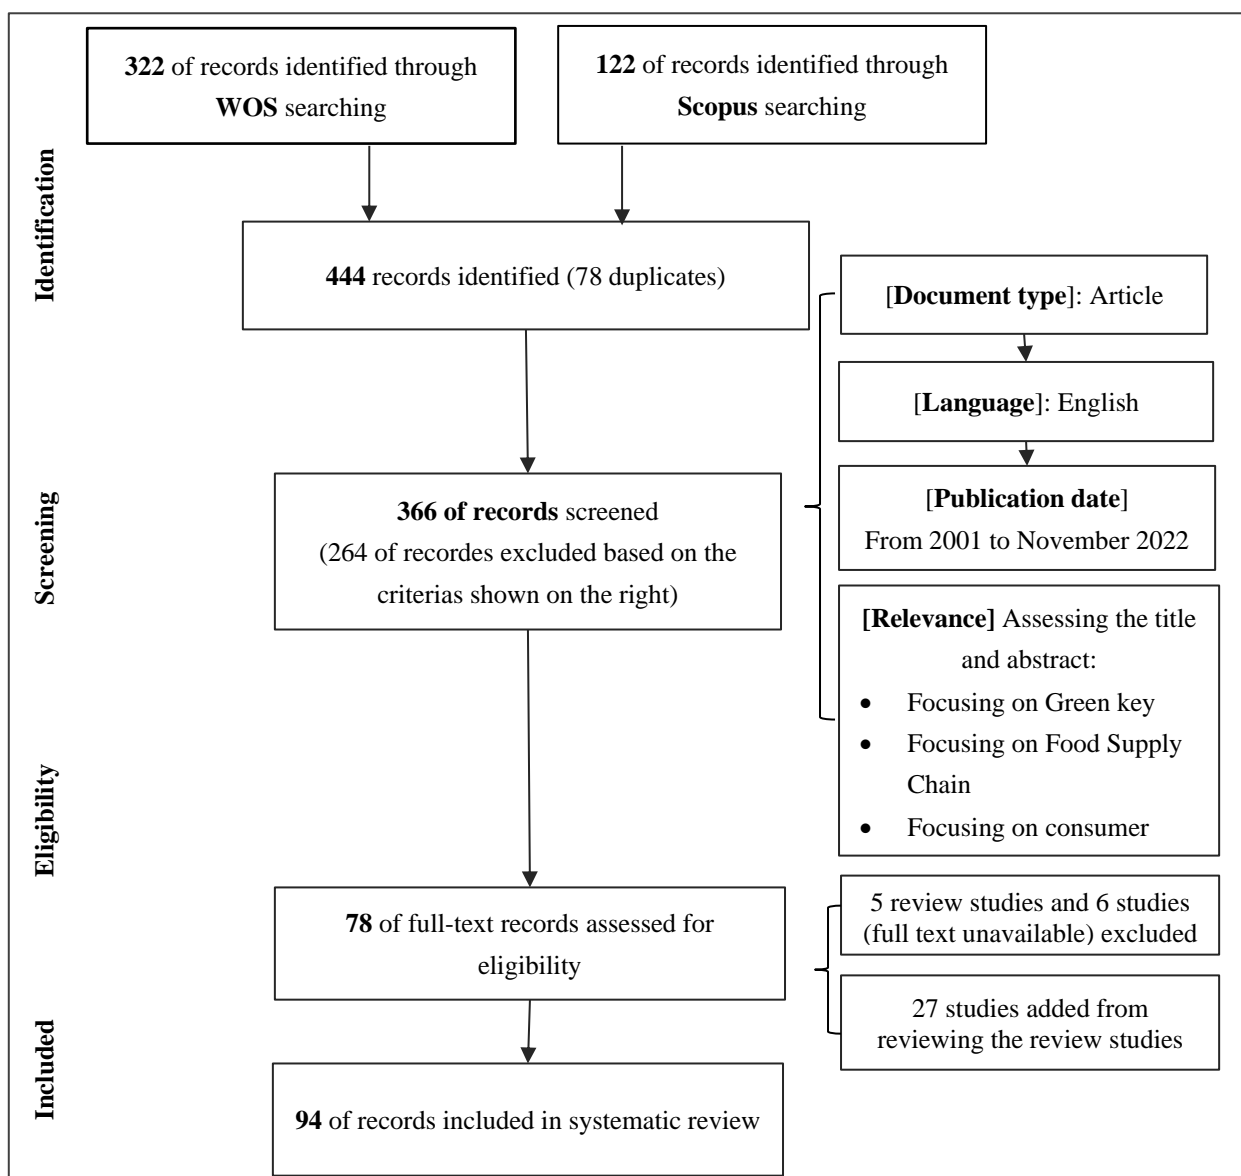 322 of records identified through
WOS searching
122 of records identified through
Scopus searching
Identification
444 records identified (78 duplicates)
[Document type]: Article
[Language]: English
[Publication date]
From 2001 to November 2022
Screening
366 of records screened
(264 of recordes excluded based on the
criterias shown on the right)
[Relevance] Assessing the title
and abstract:
• Focusing on Green key
• Focusing on Food Supply
Chain
• Focusing on consumer
Eligibility
78 of full-text records assessed for
eligibility
5 review studies and 6 studies
(full text unavailable) excluded
27 studies added from
reviewing the review studies
Included
94 of records included in systematic review